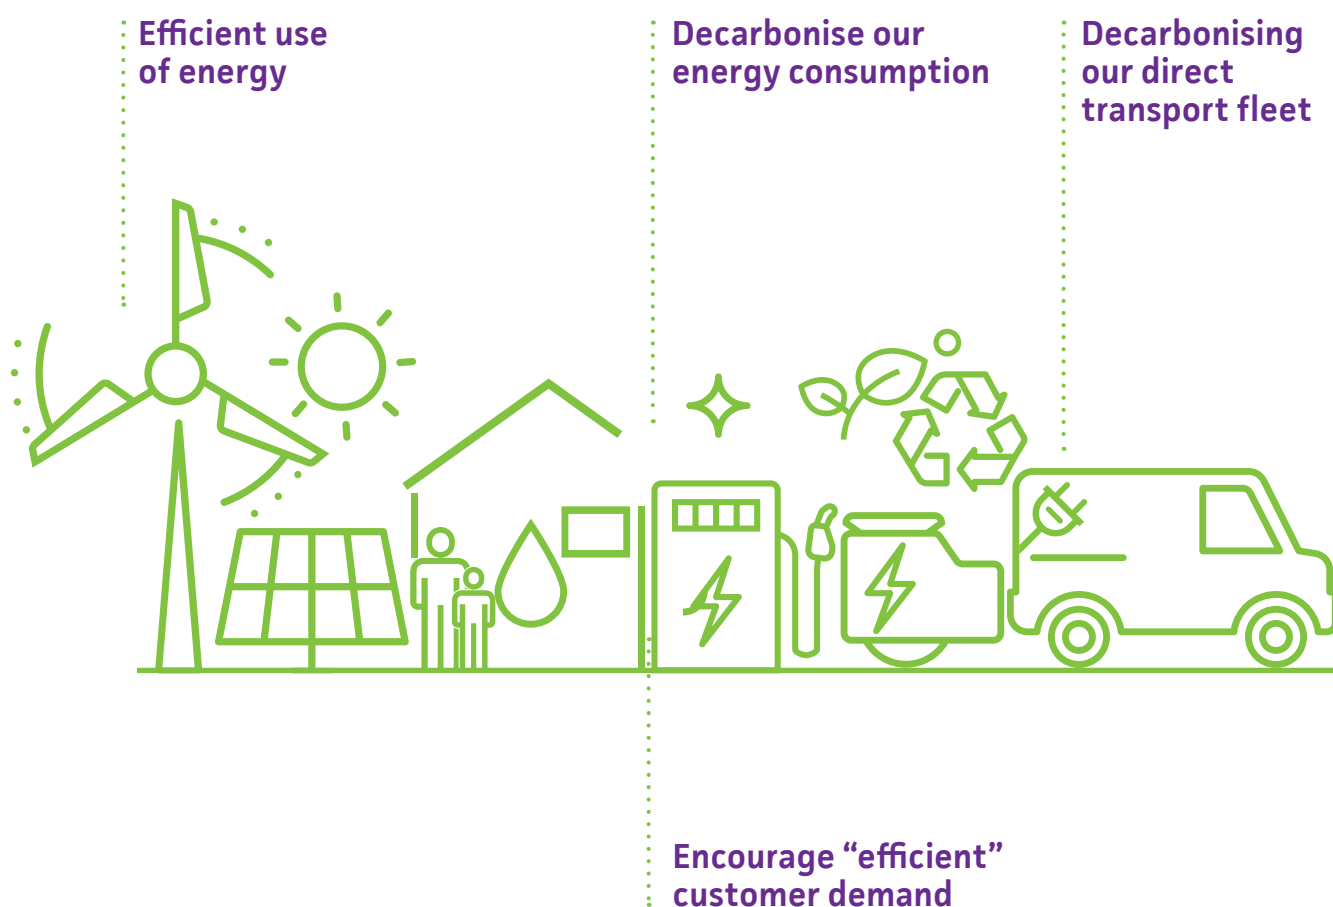 Efficient use
of energy
Decarbonise our
energy consumption
Decarbonising
our direct
transport fleet
Encourage “efficient”
customer demand